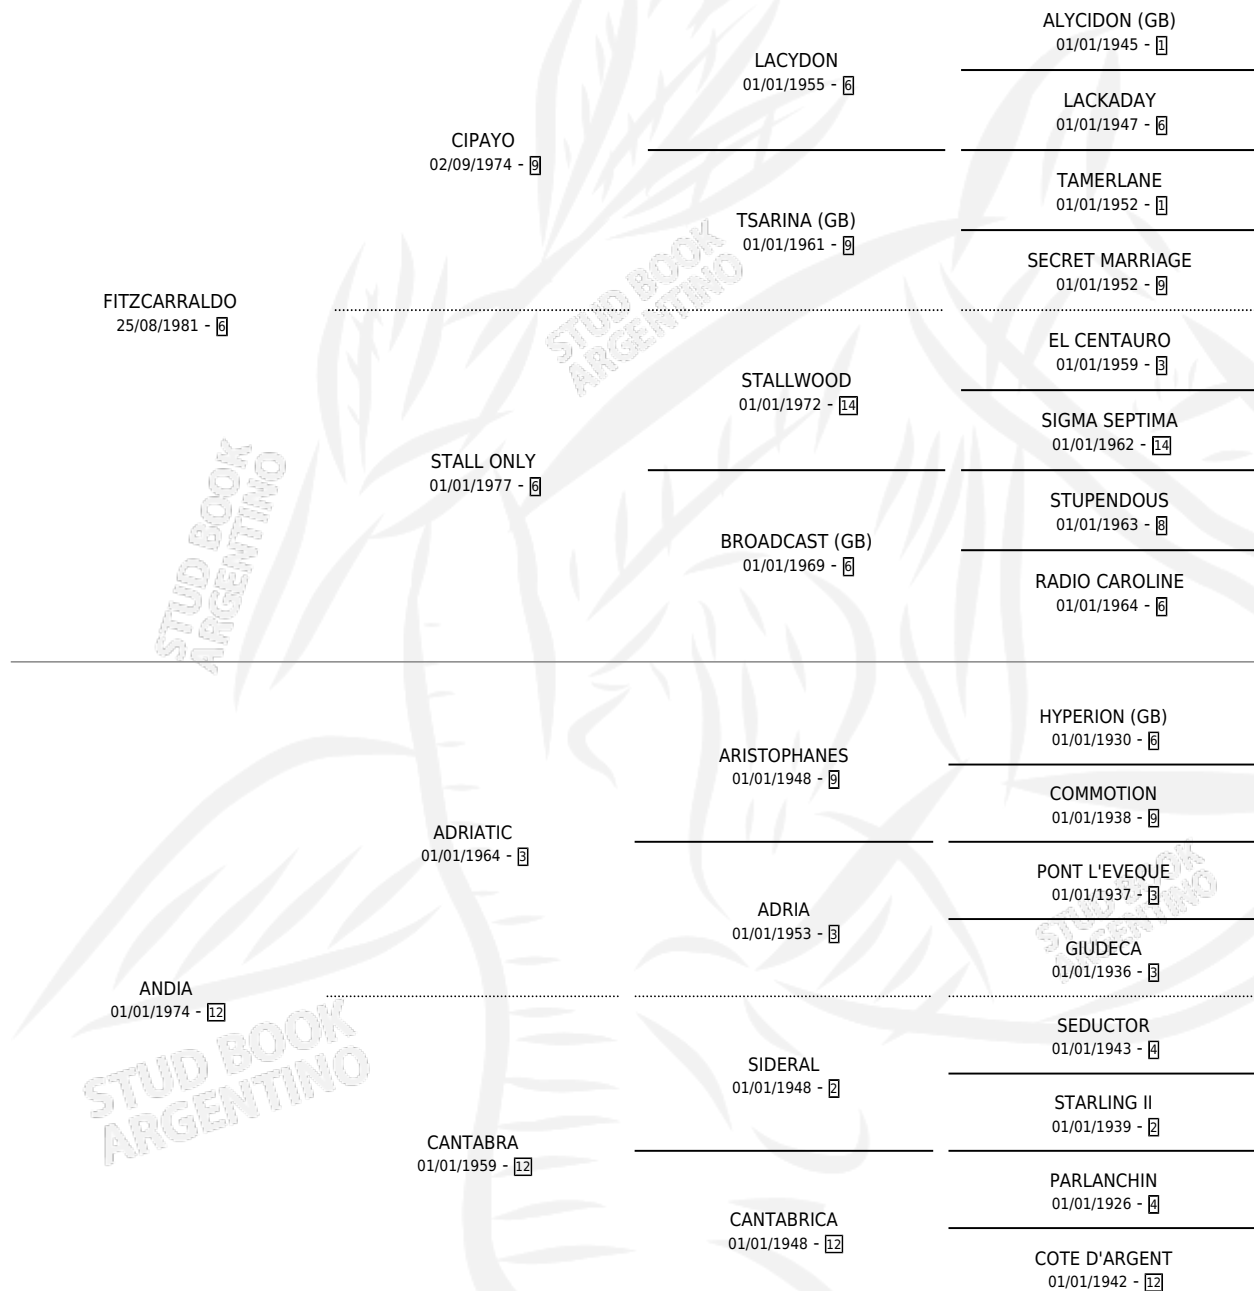 ALYCIDON (GB)
01/01/1945 - 1
LACYDON
01/01/1955 - 6
LACKADAY
01/01/1947 - 6
CIPAYO
02/09/1974 - 9
TAMERLANE
01/01/1952 - 1
TSARINA (GB)
01/01/1961 - 9
SECRET MARRIAGE
01/01/1952 - 9
FITZCARRALDO
25/08/1981 - 6
EL CENTAURO
01/01/1959 - 3
STALLWOOD
01/01/1972 - 14
SIGMA SEPTIMA
01/01/1962 - 14
STALL ONLY
01/01/1977 - 6
STUPENDOUS
01/01/1963 - 8
BROADCAST (GB)
01/01/1969 - 6
RADIO CAROLINE
01/01/1964 - 6
HYPERION (GB)
01/01/1930 - 6
ARISTOPHANES
01/01/1948 - 9
COMMOTION
01/01/1938 - 9
ADRIATIC
01/01/1964 - 3
PONT L'EVEQUE
01/01/1937 - 3
ADRIA
01/01/1953 - 3
GIUDECA
01/01/1936 - 3
ANDIA
01/01/1974 - 12
SEDUCTOR
01/01/1943 - 4
SIDERAL
01/01/1948 - 2
STARLING II
01/01/1939 - 2
CANTABRA
01/01/1959 - 12
PARLANCHIN
01/01/1926 - 4
CANTABRICA
01/01/1948 - 12
COTE D'ARGENT
01/01/1942 - 12
STUD BOOK
ARGENTINO
STUD BOOK
ARGENTINO
STUD BOOK
ARGENTINO
STUD BOOK
ARGENTINO